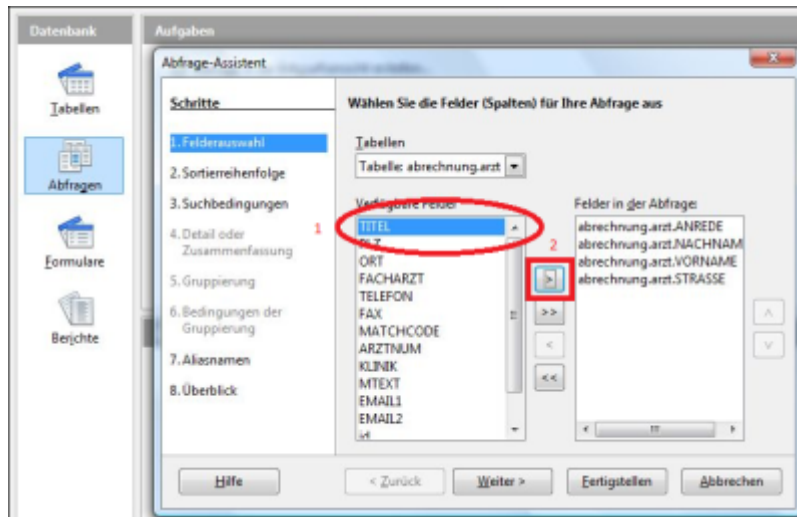 Datenbank
Aufgaben
Abfrage-Assistent
Tabellen
Abfragen
Formulare
Berichte
Schritte
1. Felderauswahl
2. Sortierreihenfolge
3. Suchbedingungen
4. Detail oder
Zusammenfassung
5. Gruppierung
6. Bedingungen der
Gruppierung
7. Aliasnamen
8. Überblick
Wählen Sie die Felder (Spalten) für Ihre Abfrage aus
Tabellen
Tabelle: abrechnung.arzt
Verfügbare Felder
1
TITEL
PLZ
ORT
FACHARZT
TELEFON
FAX
MATCHCODE
ARZTNUM
KLINIK
MTEXT
EMAIL1
EMAIL2
id
2
>
>>
<
<<
Felder in der Abfrage:
abrechnung.arzt.ANREDE
abrechnung.arzt.NACHNAM
abrechnung.arzt.VORNAME
abrechnung.arzt.STRASSE
Hilfe
< Zurück
Weiter >
Fertigstellen
Abbrechen